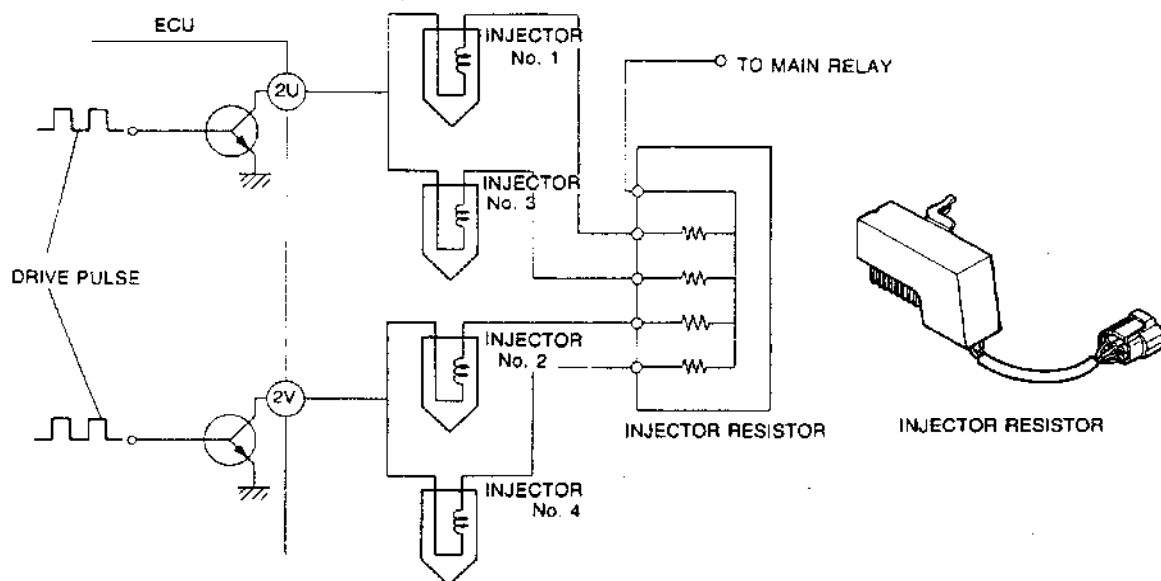 ECU
INJECTOR
No. 1
TO MAIN RELAY
2U
INJECTOR
No. 3
DRIVE PULSE
INJECTOR
No. 2
2V
INJECTOR RESISTOR
INJECTOR RESISTOR
INJECTOR
No. 4